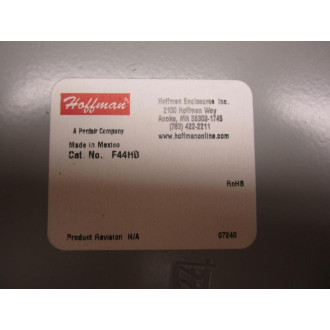 Hoffman
A Pentair Company
Made in Mexico
Cat. No. F44HD
Hoffman Enclosures Inc.
2100 Hoffman Way
Anoka, MN 55303-1745
(763) 422-2211
www.hoffmanonline.com
RoHS
Product Revision N/A
07240